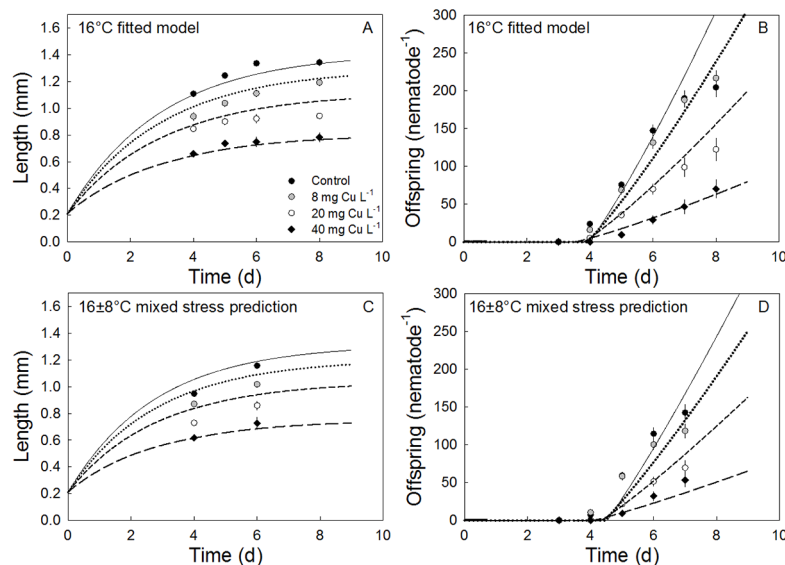 16°C fitted model
A
1.6
1.4
1.2
1.0
0.8
0.6
0.4
0.2
0.0
Length (mm)
Control
8 mg Cu L-1
20 mg Cu L-1
40 mg Cu L-1
0 2 4 6 8 10
Time (d)
16°C fitted model
B
300
250
200
150
100
50
0
Offspring (nematode-1)
0 2 4 6 8 10
Time (d)
16±8°C mixed stress prediction
C
1.6
1.4
1.2
1.0
0.8
0.6
0.4
0.2
0.0
Length (mm)
0 2 4 6 8 10
Time (d)
16±8°C mixed stress prediction
D
300
250
200
150
100
50
0
Offspring (nematode-1)
0 2 4 6 8 10
Time (d)